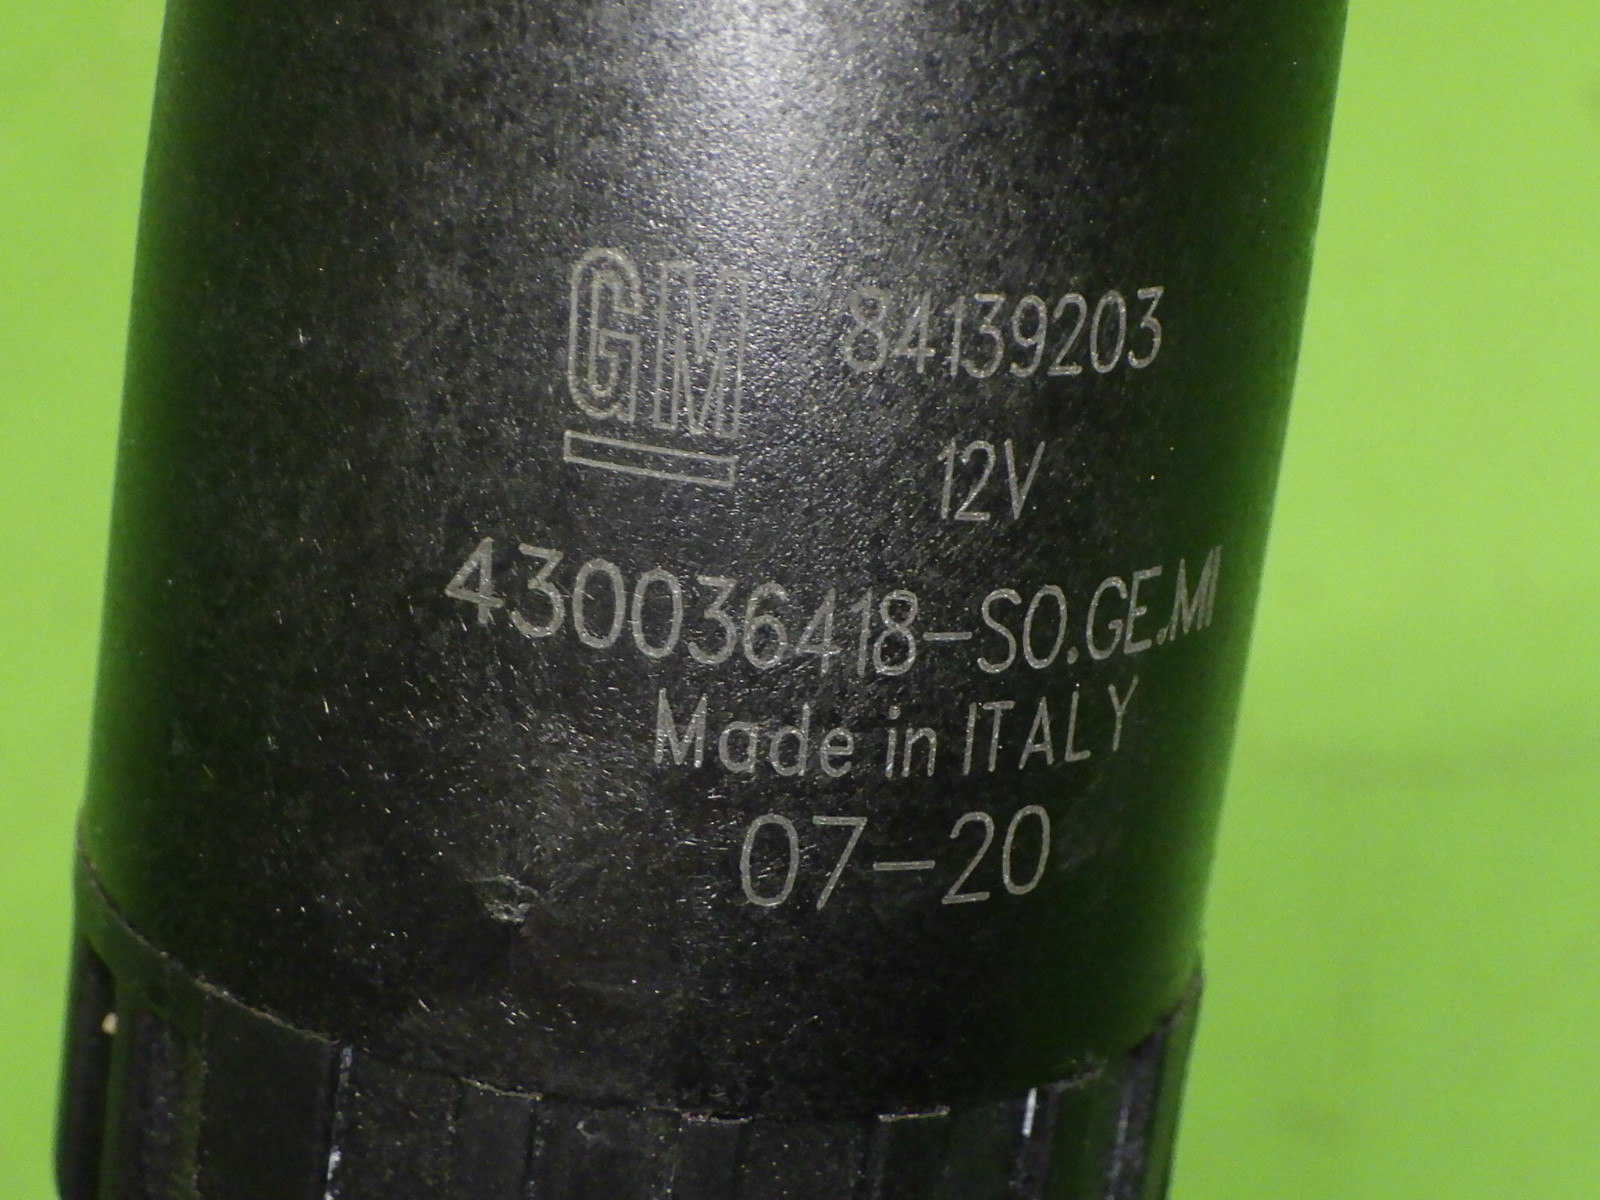 GM 84139203
12V
430036418-SO.GE.MI
Made in ITALY
07-20